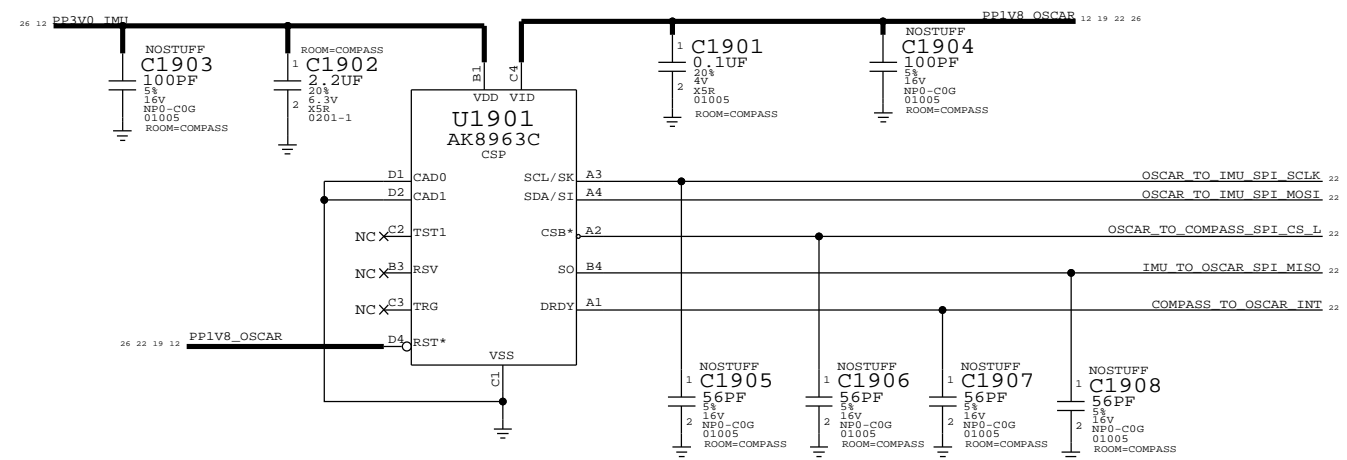 26 12 PP3V0_IMU
PP1V8_OSCAR 12 19 22 26
NOSTUFF
C1903
100PF
5%
16V
NP0-C0G
01005
ROOM=COMPASS
ROOM=COMPASS
1 C1902
2.2UF
20%
2 6.3V
X5R
0201-1
B1
C4
1 C1901
0.1UF
20%
4V
2 X5R
01005
ROOM=COMPASS
NOSTUFF
1 C1904
100PF
5%
16V
2 NP0-C0G
01005
ROOM=COMPASS
VDD VID
U1901
AK8963C
CSP
D1 CAD0
SCL/SK A3
OSCAR_TO_IMU_SPI_SCLK 22
D2 CAD1
SDA/SI A4
OSCAR_TO_IMU_SPI_MOSI 22
NC C2 TST1
CSB* A2
OSCAR_TO_COMPASS_SPI_CS_L 22
NC B3 RSV
SO B4
IMU_TO_OSCAR_SPI_MISO 22
NC C3 TRG
DRDY A1
COMPASS_TO_OSCAR_INT 22
26 22 19 12 PP1V8_OSCAR
D4 RST*
VSS
C1
NOSTUFF
1 C1905
56PF
5%
16V
2 NP0-C0G
01005
ROOM=COMPASS
NOSTUFF
1 C1906
56PF
5%
16V
2 NP0-C0G
01005
ROOM=COMPASS
NOSTUFF
1 C1907
56PF
5%
16V
2 NP0-C0G
01005
ROOM=COMPASS
NOSTUFF
1 C1908
56PF
5%
16V
2 NP0-C0G
01005
ROOM=COMPASS